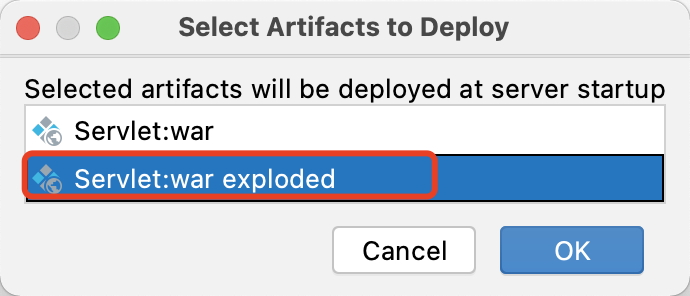 Select Artifacts to Deploy
Selected artifacts will be deployed at server startup
Servlet:war
Servlet:war exploded
Cancel
OK